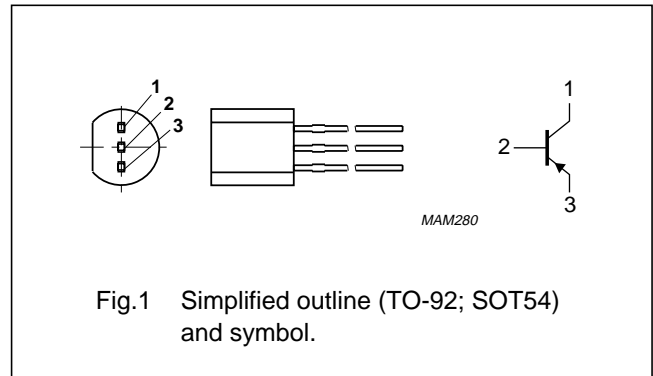 1
2
3
1
2
3
MAM280
Fig.1 Simplified outline (TO-92; SOT54)
and symbol.